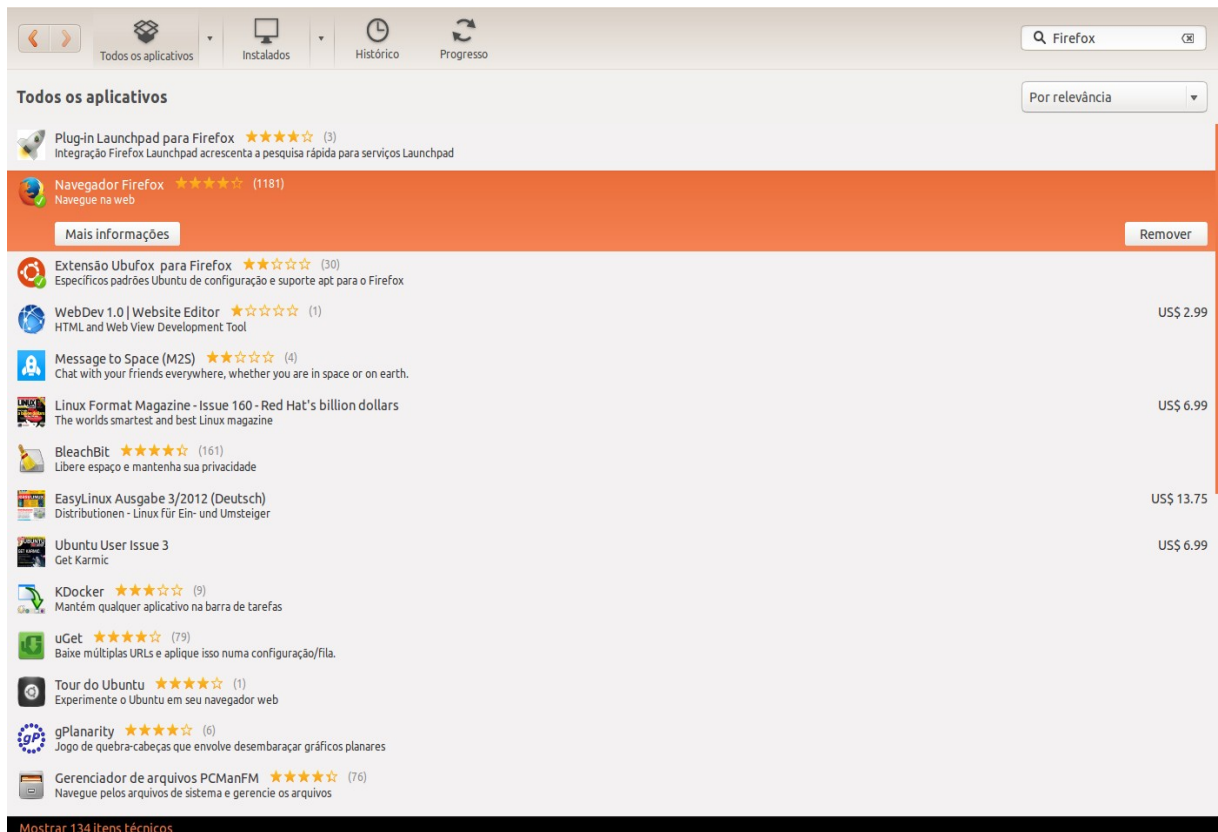 Todos os aplicativos
Instalados
Histórico
Progresso
Firefox
Todos os aplicativos
Por relevância
Plug-in Launchpad para Firefox (3)
Integração Firefox Launchpad acrescenta a pesquisa rápida para serviços Launchpad
Navegador Firefox (1181)
Navegue na web
Mais informações
Remover
Extensão Ubufox para Firefox (30)
Específicos padrões Ubuntu de configuração e suporte apt para o Firefox
WebDev 1.0 | Website Editor (1)
US$ 2.99
HTML and Web View Development Tool
Message to Space (M2S) (4)
Chat with your friends everywhere, whether you are in space or on earth.
Linux Format Magazine - Issue 160 - Red Hat's billion dollars
US$ 6.99
The worlds smartest and best Linux magazine
BleachBit (161)
Libere espaço e mantenha sua privacidade
EasyLinux Ausgabe 3/2012 (Deutsch)
US$ 13.75
Distributionen - Linux für Ein- und Umsteiger
Ubuntu User Issue 3
US$ 6.99
Get Karmic
KDocker (9)
Mantém qualquer aplicativo na barra de tarefas
uGet (79)
Baixe múltiplas URLs e aplique isso numa configuração/fila.
Tour do Ubuntu (1)
Experimente o Ubuntu em seu navegador web
gPlanarity (6)
Jogo de quebra-cabeças que envolve desembaraçar gráficos planares
Gerenciador de arquivos PCManFM (76)
Navegue pelos arquivos de sistema e gerencie os arquivos
Mostrar 134 itens técnicos